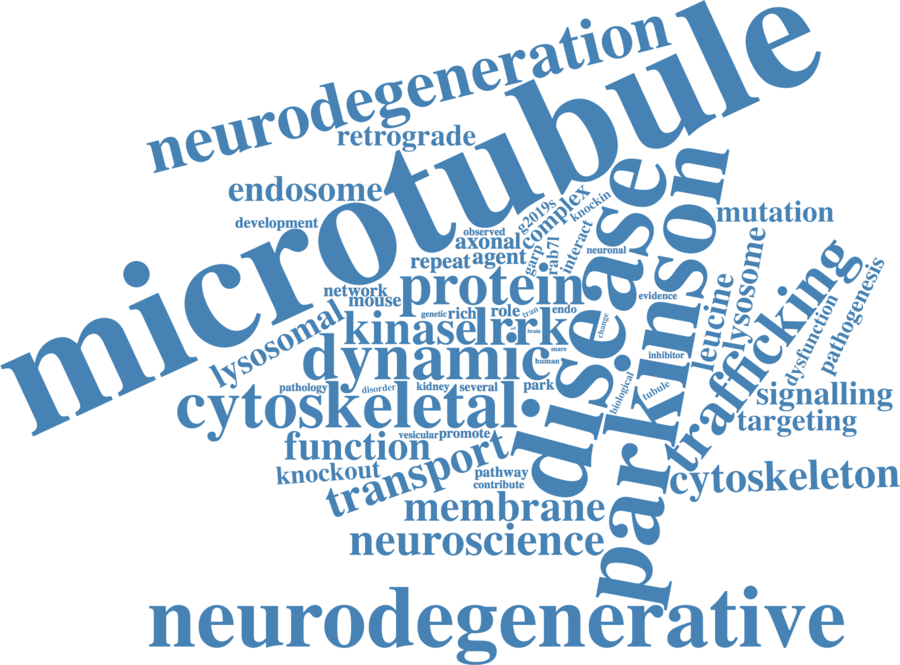 microtubule
neurodegeneration
retrograde
endosome
development
disease
parkinson
mutation
g2019s
complex
knockin
observed
axonal
repeat
agent
garp
rab7l
interact
neuronal
protein
network
mouse
genetic
rich
role
tran
endo
evidence
lysosomal
kinase
lrrk
brain
change
snare
human
inhibitor
dynamic
leucine
lysosome
trafficking
pathogenesis
dysfunction
pathology
disorder
kidney
several
park
biological
tubule
signalling
targeting
cytoskeletal
function
vesicular
promote
knockout
transport
pathway
contribute
cytoskeleton
membrane
neuroscience
neurodegenerative